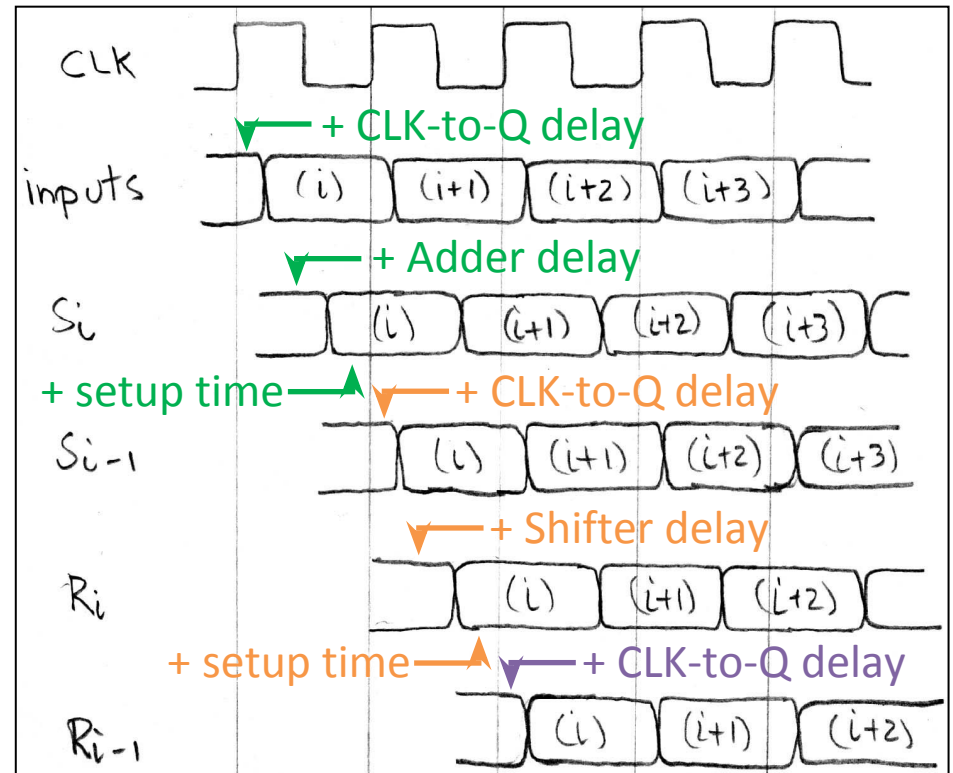 CLK
+ CLK-to-Q delay
inputs (i) (i+1) (i+2) (i+3)
+ Adder delay
Si (i) (i+1) (i+2) (i+3)
+ setup time + CLK-to-Q delay
Si-1 (i) (i+1) (i+2) (i+3)
+ Shifter delay
Ri (i) (i+1) (i+2)
+ setup time + CLK-to-Q delay
Ri-1 (i) (i+1) (i+2)